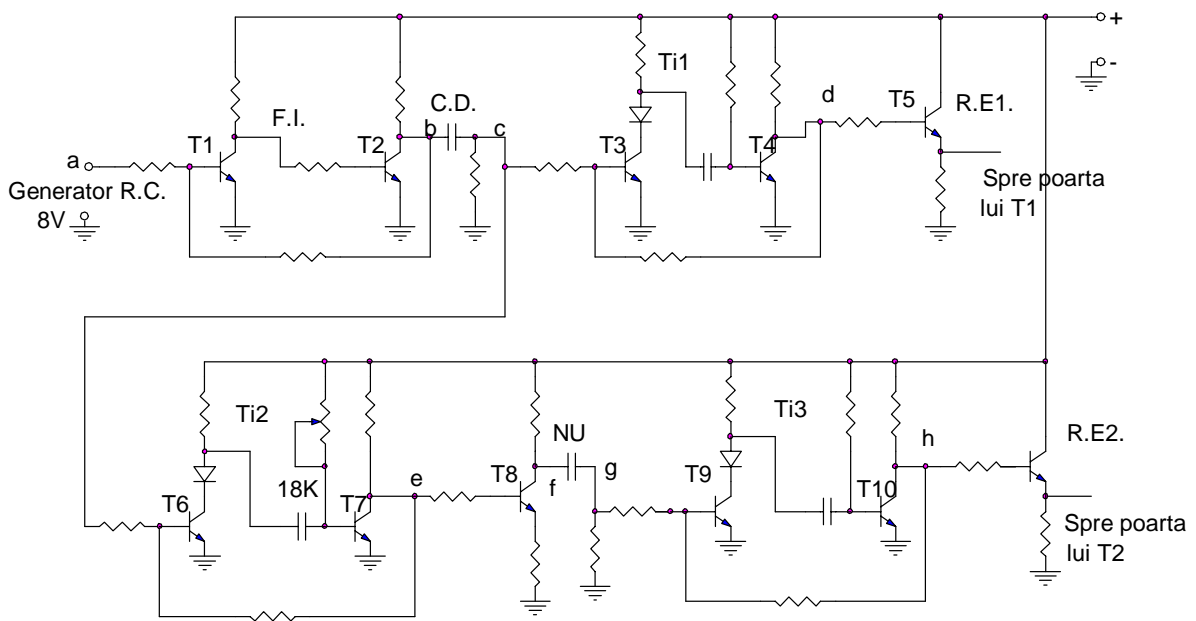 +
-
Ti1
d
T5
R.E1.
C.D.
F.I.
b
c
T1
T2
T3
T4
a
Generator R.C.
8V
Spre poarta
lui T1
Ti2
Ti3
NU
h
R.E2.
e
T8
f
g
T9
18K
T6
T7
T10
Spre poarta
lui T2